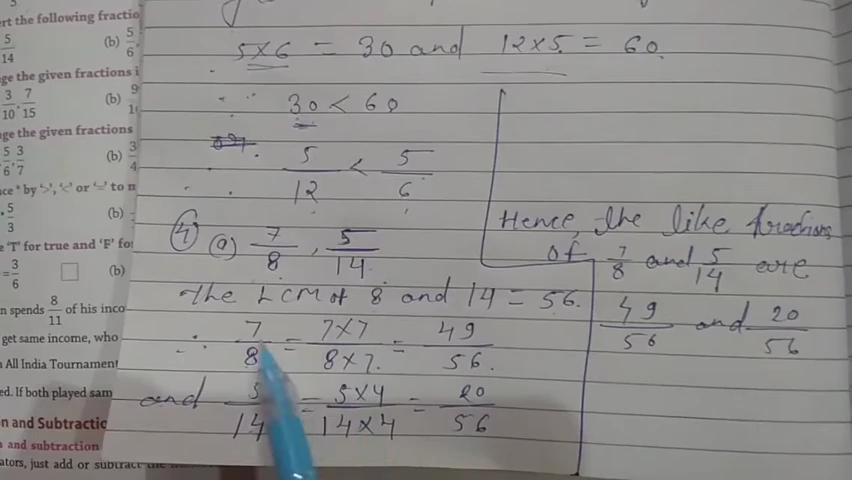 ert the following fractio
5/14 (b) 5/6,
ge the given fractions i
3/10, 7/15 (b)
ge the given fractions
5/6, 3/7 (b) 3/4
ce * by '>', '<' or '=' to m
5/3 (b)
e 'T' for true and 'F' fo
= 3/6 (b)
n spends 8/11 of his inco
get same income, who
All India Tournament
ed. If both played sam
on and Subtractio
and subtraction
ators, just add or subtract the
5×6 = 30 and 12×5 = 60.
∵ 30 < 60
∴ 5/12 < 5/6
4 (a) 7/8, 5/14
The LCM of 8 and 14 = 56.
∴ 7/8 = 7×7/8×7 = 49/56.
and 5/14 = 5×4/14×4 = 20/56
Hence, the like fractions
of 7/8 and 5/14 are
49/56 and 20/56